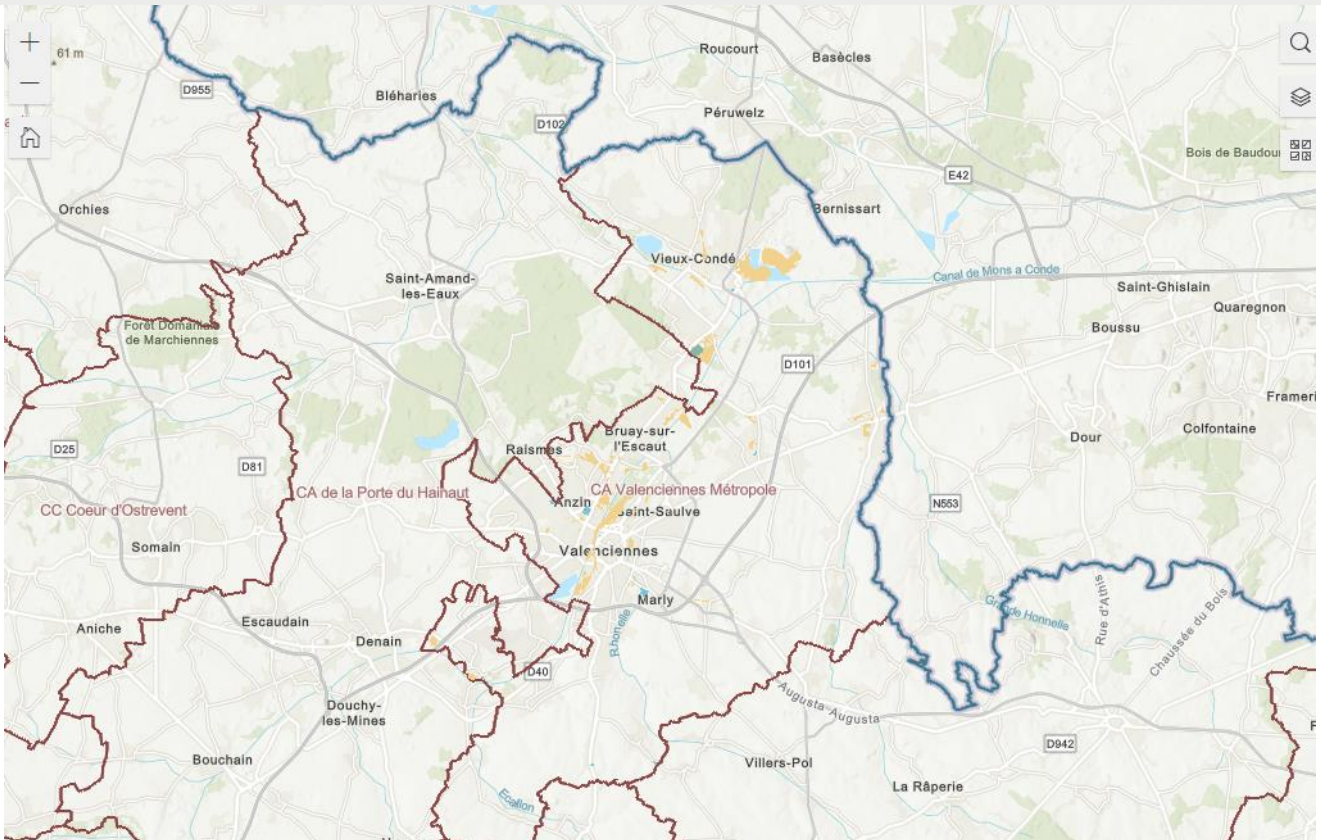 Roucourt
61 m
Basècles
D955
Bléharies
Péruwelz
D102
Bois de Baudour
E42
Orchies
Bernissart
Vieux-Condé
Canal de Mons a Conde
Saint-Amand-
les-Eaux
Saint-Ghislain
Quaregnon
Boussu
Foret Domaniale
de Marchiennes
D101
Frameri
Bruay-sur-
l'Escaut
Dour
Colfontaine
D25
Raismes
D81
CA de la Porte du Hainaut
CA Valenciennes Métropole
Anzin
N553
CC Coeur d'Ostrevent
Saint-Saulve
Somain
Valenciennes
Marly
Grande Honnelle
Rue d'Athis
Chaussée du Bois
Rhonelle
Aniche
Escaudain
Denain
D40
Augusta-Augusta
Douchy-
les-Mines
D942
Bouchain
Villers-Pol
La Râperie
Ecaillon